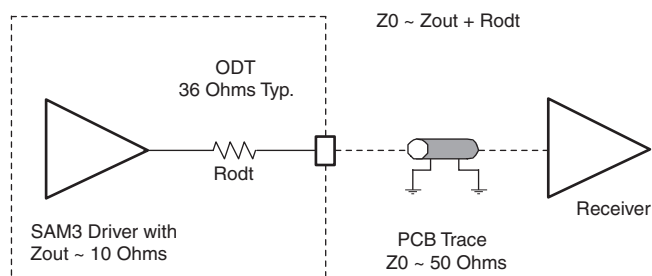 Z0 ~ Zout + Rodt
ODT
36 Ohms Typ.
Rodt
Receiver
SAM3 Driver with
Zout ~ 10 Ohms
PCB Trace
Z0 ~ 50 Ohms